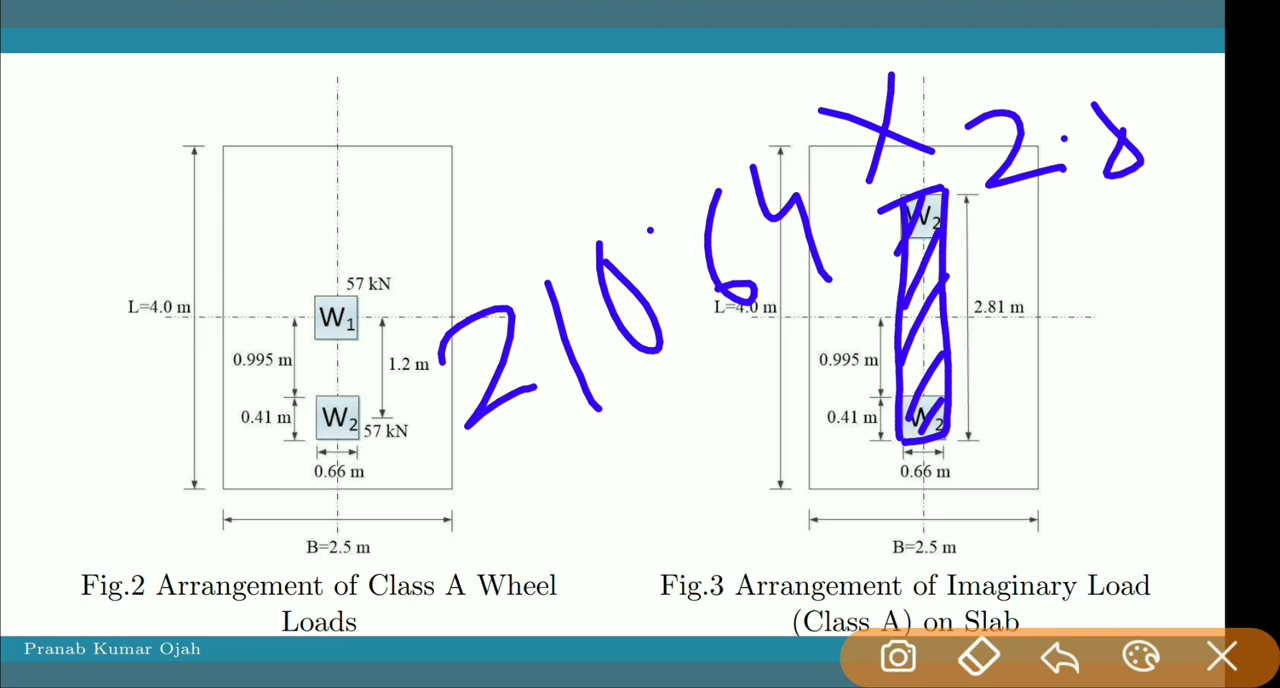 210.64 × 2.8
57 kN
L=4.0 m
W1
0.995 m
1.2 m
0.41 m
W2
57 kN
0.66 m
B=2.5 m
Fig.2 Arrangement of Class A Wheel
Loads
W2
L=4.0 m
2.81 m
0.995 m
0.41 m
W2
0.66 m
B=2.5 m
Fig.3 Arrangement of Imaginary Load
(Class A) on Slab
Pranab Kumar Ojah